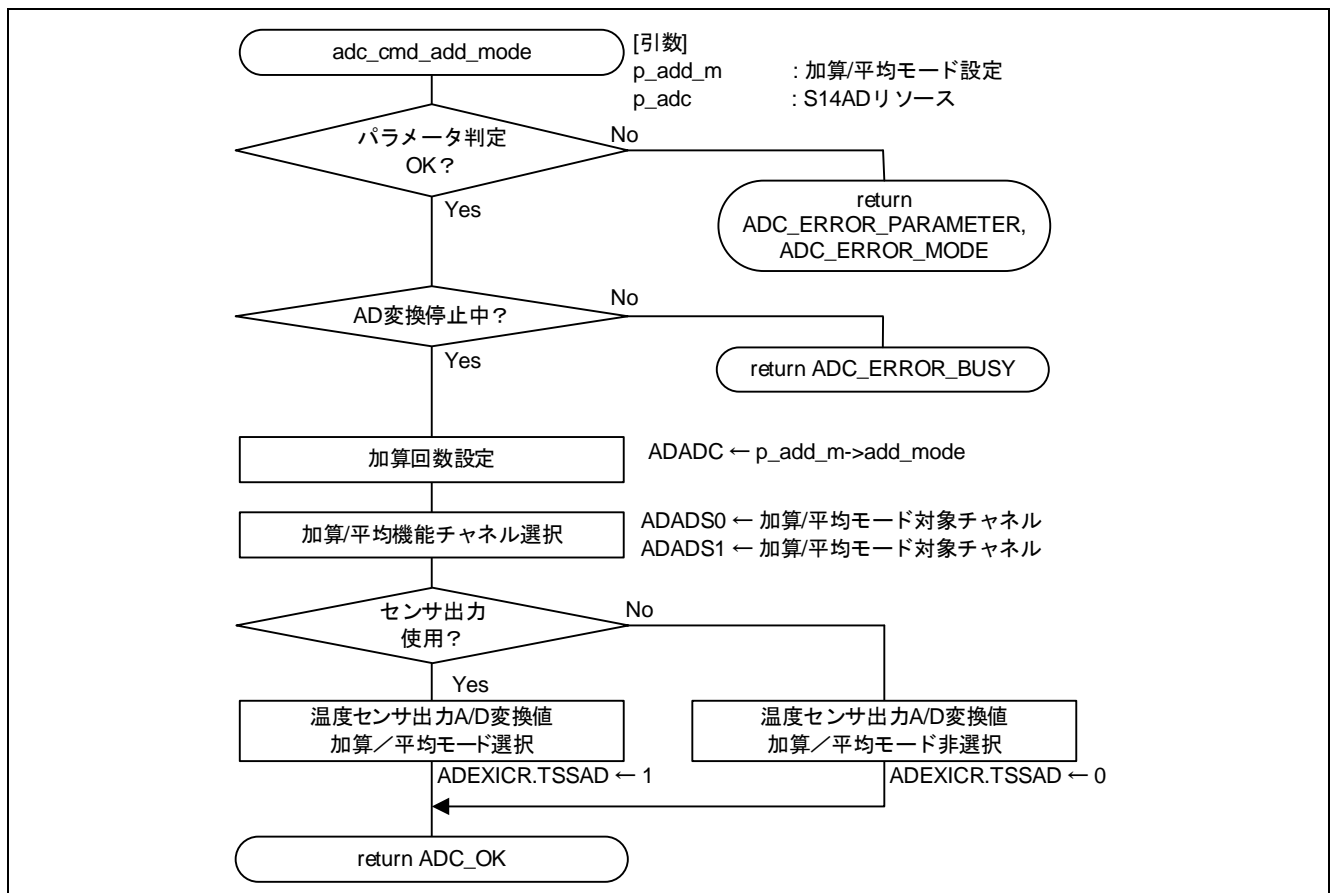 adc_cmd_add_mode
[引数]
p_add_m : 加算/平均モード設定
p_adc : S14ADリソース
パラメータ判定
OK？
No
Yes
return
ADC_ERROR_PARAMETER,
ADC_ERROR_MODE
AD変換停止中？
No
Yes
return ADC_ERROR_BUSY
加算回数設定
ADADC ← p_add_m->add_mode
加算/平均機能チャネル選択
ADADS0 ← 加算/平均モード対象チャネル
ADADS1 ← 加算/平均モード対象チャネル
センサ出力
使用？
No
Yes
温度センサ出力A/D変換値
加算／平均モード選択
ADEXICR.TSSAD ← 1
温度センサ出力A/D変換値
加算／平均モード非選択
ADEXICR.TSSAD ← 0
return ADC_OK